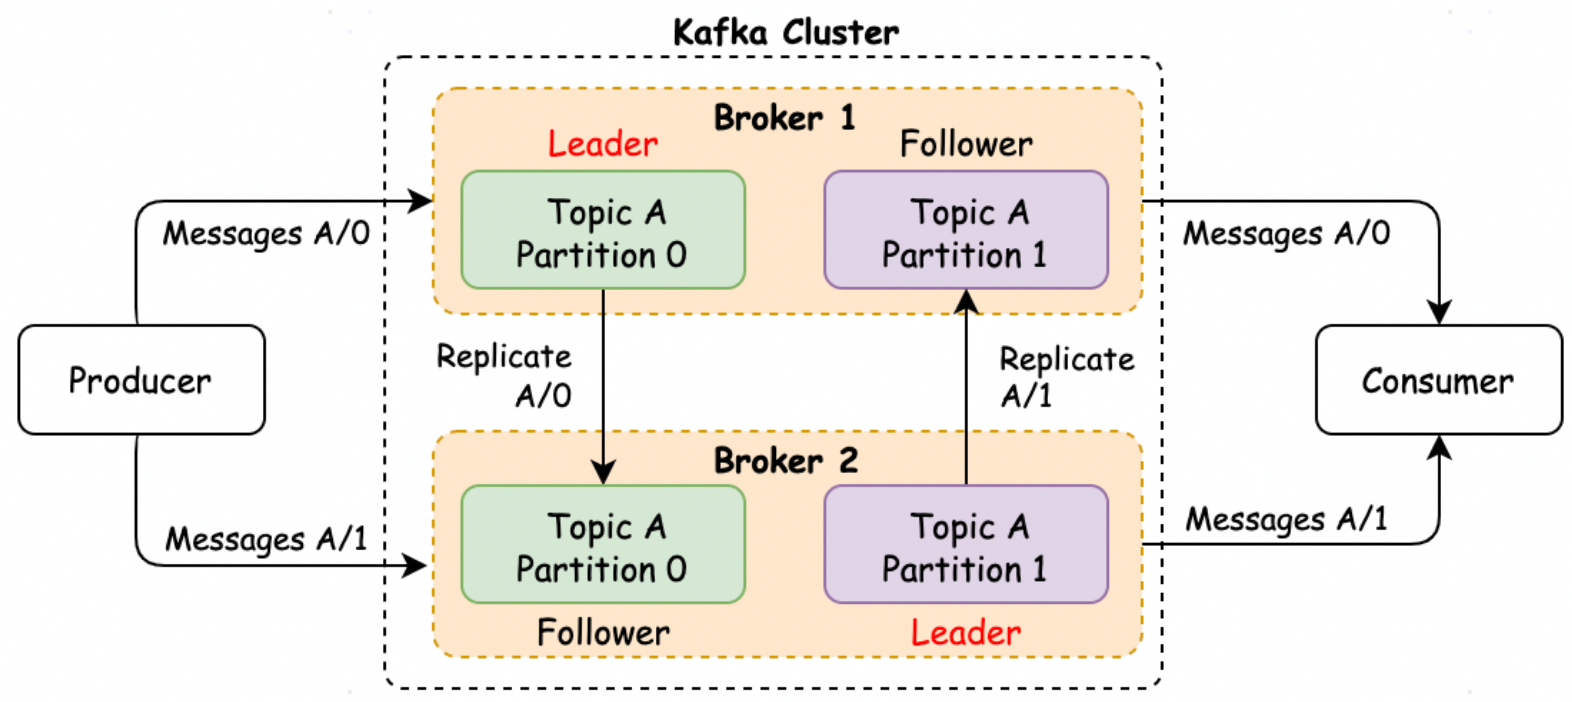 Kafka Cluster
Broker 1
Leader
Follower
Topic A
Partition 0
Topic A
Partition 1
Messages A/0
Messages A/0
Producer
Replicate
A/0
Replicate
A/1
Consumer
Broker 2
Messages A/1
Topic A
Partition 0
Topic A
Partition 1
Messages A/1
Follower
Leader